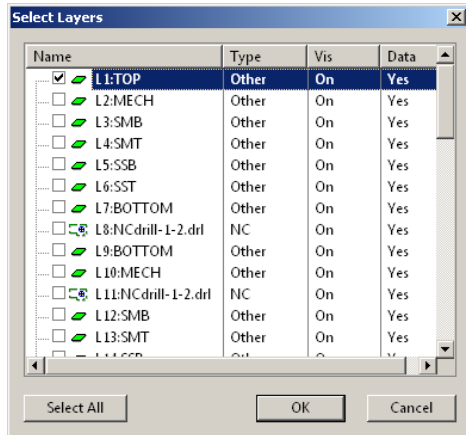 Select Layers
Name Type Vis Data
L1:TOP Other On Yes
L2:MECH Other On Yes
L3:SMB Other On Yes
L4:SMT Other On Yes
L5:SSB Other On Yes
L6:SST Other On Yes
L7:BOTTOM Other On Yes
L8:NCdrill-1-2.drl NC On Yes
L9:BOTTOM Other On Yes
L10:MECH Other On Yes
L11:NCdrill-1-2.drl NC On Yes
L12:SMB Other On Yes
L13:SMT Other On Yes
Select All OK Cancel